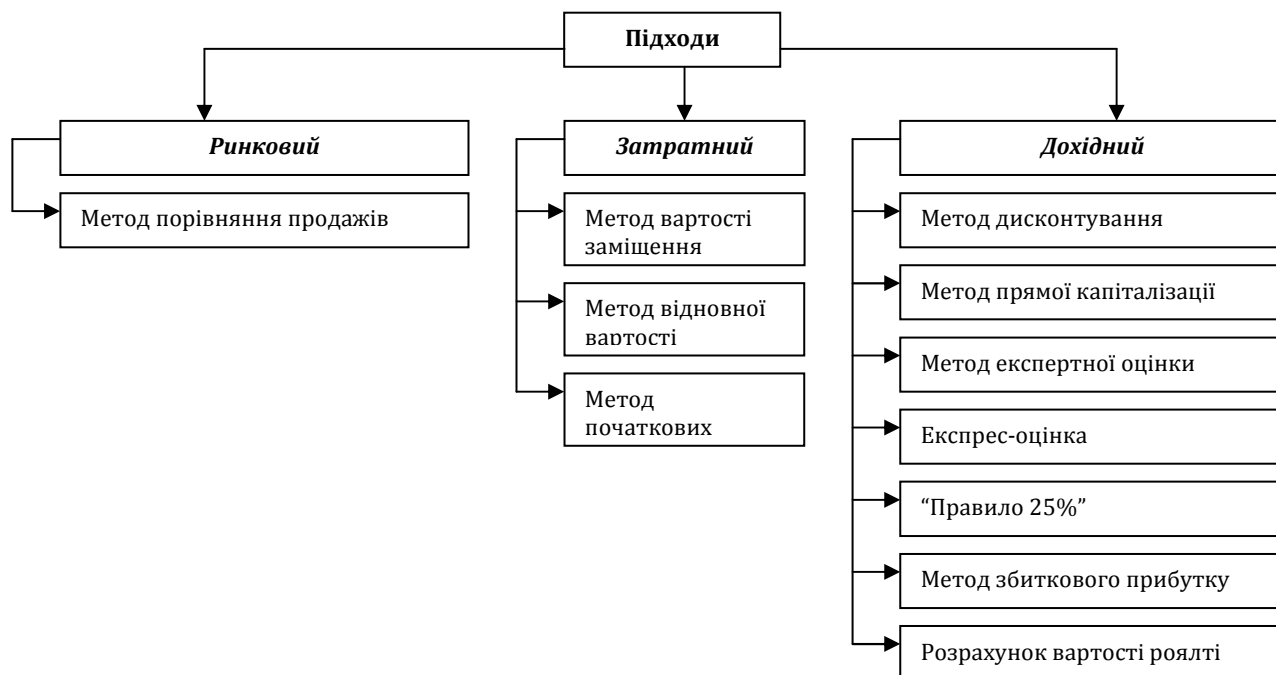 Підходи
Ринковий
Метод порівняння продажів
Затратний
Метод вартості
заміщення
Метод відновної
вартості
Метод
початкових
Дохідний
Метод дисконтування
Метод прямої капіталізації
Метод експертної оцінки
Експрес-оцінка
“Правило 25%”
Метод збиткового прибутку
Розрахунок вартості роялті